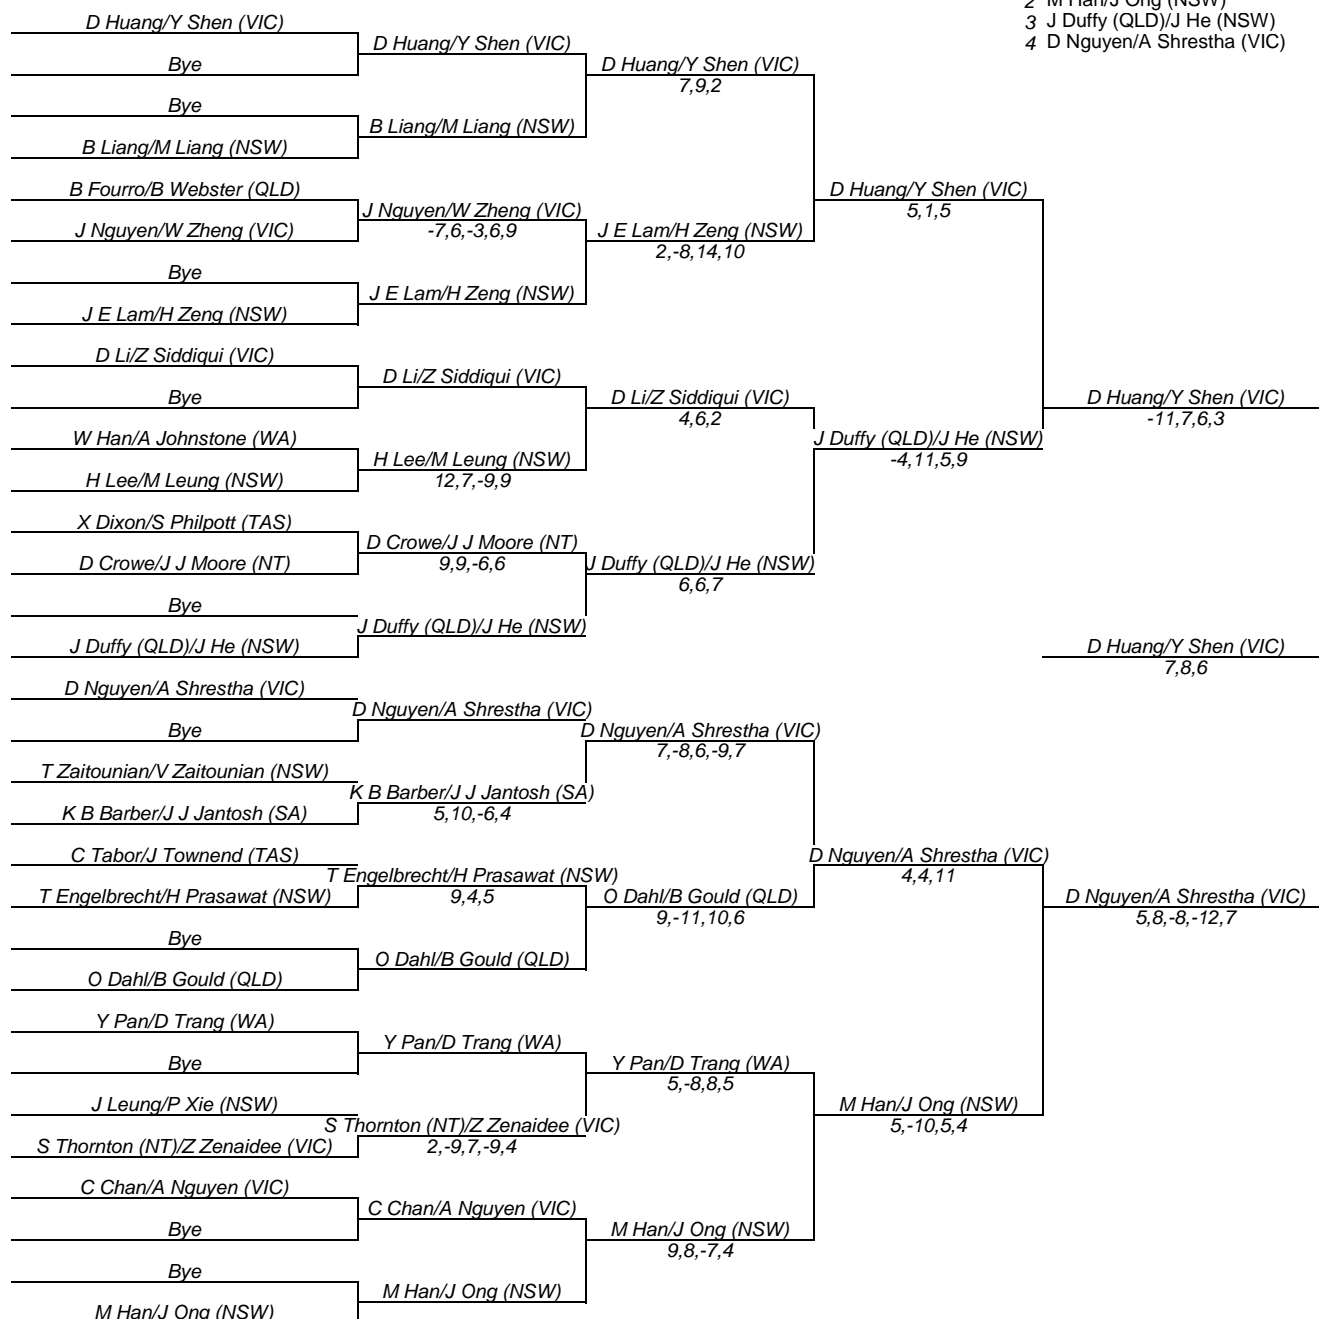 2 M Han/J Ong (NSW)
3 J Duffy (QLD)/J He (NSW)
4 D Nguyen/A Shrestha (VIC)
D Huang/Y Shen (VIC)
Bye
Bye
B Liang/M Liang (NSW)
B Fourro/B Webster (QLD)
J Nguyen/W Zheng (VIC)
Bye
J E Lam/H Zeng (NSW)
D Li/Z Siddiqui (VIC)
Bye
W Han/A Johnstone (WA)
H Lee/M Leung (NSW)
X Dixon/S Philpott (TAS)
D Crowe/J J Moore (NT)
Bye
J Duffy (QLD)/J He (NSW)
D Nguyen/A Shrestha (VIC)
Bye
T Zaitounian/V Zaitounian (NSW)
K B Barber/J J Jantosh (SA)
C Tabor/J Townend (TAS)
T Engelbrecht/H Prasawat (NSW)
Bye
O Dahl/B Gould (QLD)
Y Pan/D Trang (WA)
Bye
J Leung/P Xie (NSW)
S Thornton (NT)/Z Zenaidee (VIC)
C Chan/A Nguyen (VIC)
Bye
Bye
M Han/J Ong (NSW)
D Huang/Y Shen (VIC)
B Liang/M Liang (NSW)
J Nguyen/W Zheng (VIC)
-7,6,-3,6,9
J E Lam/H Zeng (NSW)
D Li/Z Siddiqui (VIC)
H Lee/M Leung (NSW)
12,7,-9,9
D Crowe/J J Moore (NT)
9,9,-6,6
J Duffy (QLD)/J He (NSW)
D Nguyen/A Shrestha (VIC)
K B Barber/J J Jantosh (SA)
5,10,-6,4
T Engelbrecht/H Prasawat (NSW)
9,4,5
O Dahl/B Gould (QLD)
Y Pan/D Trang (WA)
S Thornton (NT)/Z Zenaidee (VIC)
2,-9,7,-9,4
C Chan/A Nguyen (VIC)
M Han/J Ong (NSW)
D Huang/Y Shen (VIC)
7,9,2
J E Lam/H Zeng (NSW)
2,-8,14,10
D Li/Z Siddiqui (VIC)
4,6,2
J Duffy (QLD)/J He (NSW)
6,6,7
D Nguyen/A Shrestha (VIC)
7,-8,6,-9,7
O Dahl/B Gould (QLD)
9,-11,10,6
Y Pan/D Trang (WA)
5,-8,8,5
M Han/J Ong (NSW)
9,8,-7,4
D Huang/Y Shen (VIC)
5,1,5
J Duffy (QLD)/J He (NSW)
-4,11,5,9
D Nguyen/A Shrestha (VIC)
4,4,11
M Han/J Ong (NSW)
5,-10,5,4
D Huang/Y Shen (VIC)
-11,7,6,3
D Nguyen/A Shrestha (VIC)
5,8,-8,-12,7
D Huang/Y Shen (VIC)
7,8,6